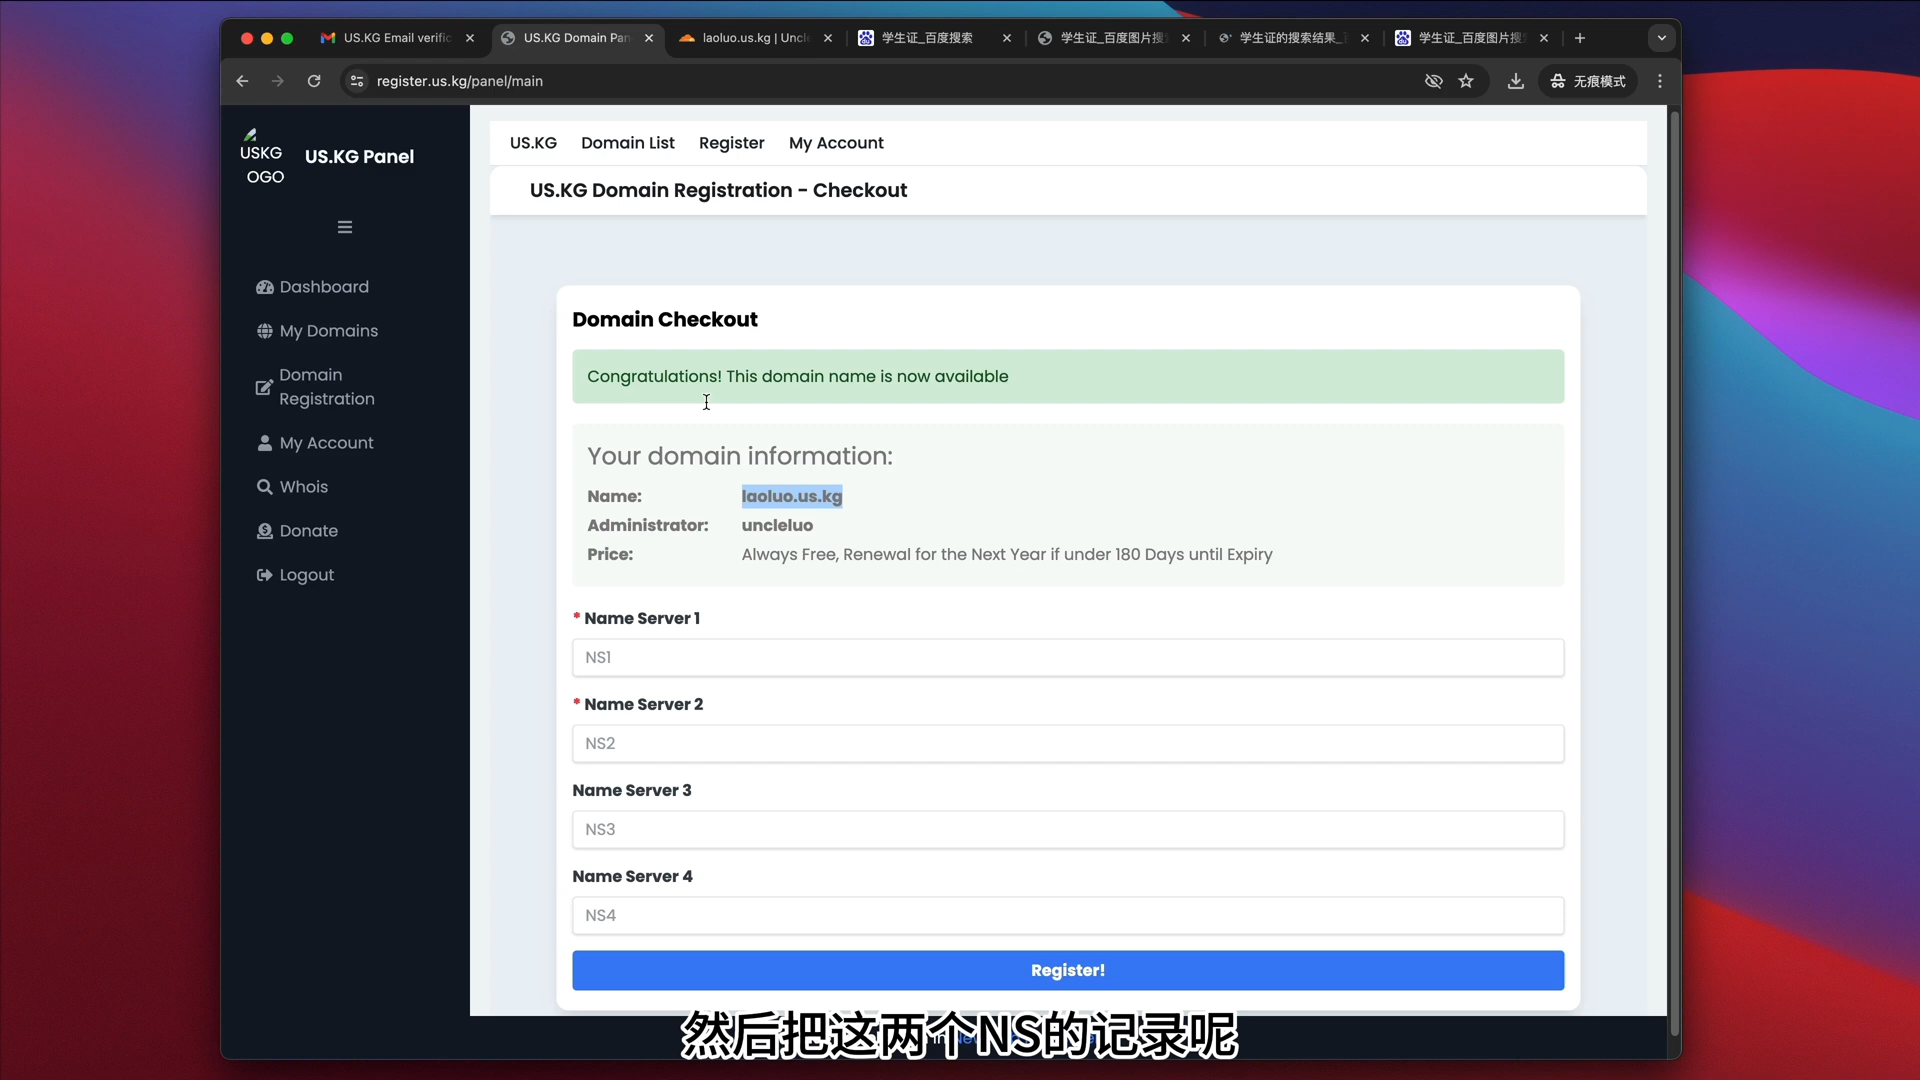 US.KG Email verific
US.KG Domain Pan
laoluo.us.kg | Uncl
学生证_百度搜索
学生证_百度图片搜
学生证的搜索结果_
学生证_百度图片搜
register.us.kg/panel/main
无痕模式
USKG
OGO
US.KG Panel
Dashboard
My Domains
Domain
Registration
My Account
Whois
Donate
Logout
US.KG
Domain List
Register
My Account
US.KG Domain Registration - Checkout
Domain Checkout
Congratulations! This domain name is now available
Your domain information:
Name: laoluo.us.kg
Administrator: uncleluo
Price: Always Free, Renewal for the Next Year if under 180 Days until Expiry
* Name Server 1
NS1
* Name Server 2
NS2
Name Server 3
NS3
Name Server 4
NS4
Register!
然后把这两个NS的记录呢